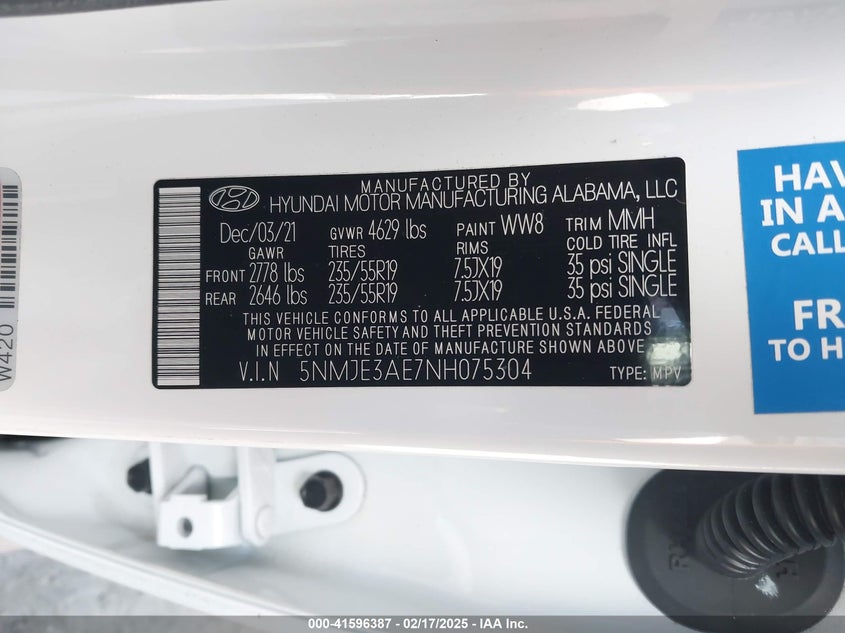 MANUFACTURED BY
HYUNDAI MOTOR MANUFACTURING ALABAMA, LLC
Dec/03/21 GVWR 4629 lbs PAINT WW8 TRIM MMH
GAWR TIRES RIMS COLD TIRE INFL
FRONT 2778 lbs 235/55R19 7.5JX19 35 psi SINGLE
REAR 2646 lbs 235/55R19 7.5JX19 35 psi SINGLE
THIS VEHICLE CONFORMS TO ALL APPLICABLE U.S.A. FEDERAL
MOTOR VEHICLE SAFETY AND THEFT PREVENTION STANDARDS
IN EFFECT ON THE DATE OF MANUFACTURE SHOWN ABOVE.
V.I.N 5NMJE3AE7NH075304 TYPE: MPV
W420
HAV
IN A
CALL
FR
TO H
000-41596387 - 02/17/2025 - IAA Inc.